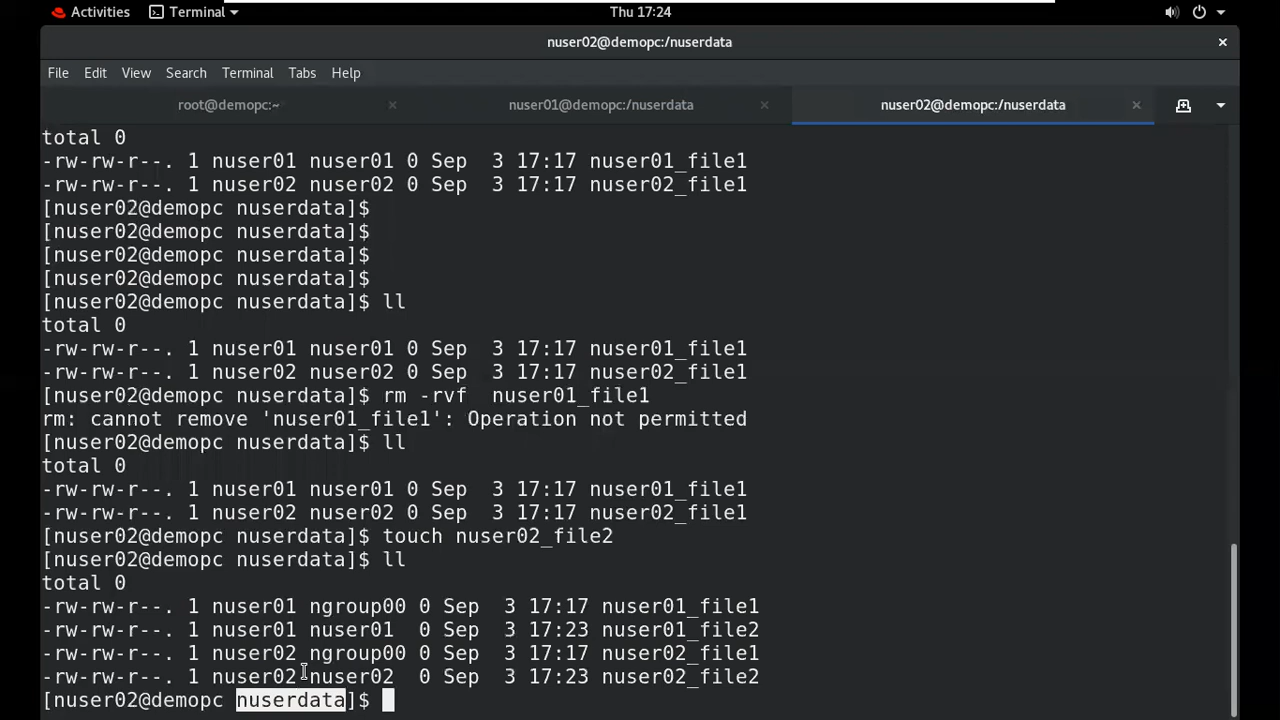 Activities Terminal Thu 17:24
nuser02@demopc:/nuserdata
File Edit View Search Terminal Tabs Help
root@demopc:~ nuser01@demopc:/nuserdata nuser02@demopc:/nuserdata
total 0
-rw-rw-r--. 1 nuser01 nuser01 0 Sep  3 17:17 nuser01_file1
-rw-rw-r--. 1 nuser02 nuser02 0 Sep  3 17:17 nuser02_file1
[nuser02@demopc nuserdata]$
[nuser02@demopc nuserdata]$
[nuser02@demopc nuserdata]$
[nuser02@demopc nuserdata]$
[nuser02@demopc nuserdata]$ ll
total 0
-rw-rw-r--. 1 nuser01 nuser01 0 Sep  3 17:17 nuser01_file1
-rw-rw-r--. 1 nuser02 nuser02 0 Sep  3 17:17 nuser02_file1
[nuser02@demopc nuserdata]$ rm -rvf  nuser01_file1
rm: cannot remove 'nuser01_file1': Operation not permitted
[nuser02@demopc nuserdata]$ ll
total 0
-rw-rw-r--. 1 nuser01 nuser01 0 Sep  3 17:17 nuser01_file1
-rw-rw-r--. 1 nuser02 nuser02 0 Sep  3 17:17 nuser02_file1
[nuser02@demopc nuserdata]$ touch nuser02_file2
[nuser02@demopc nuserdata]$ ll
total 0
-rw-rw-r--. 1 nuser01 ngroup00 0 Sep  3 17:17 nuser01_file1
-rw-rw-r--. 1 nuser01 nuser01  0 Sep  3 17:23 nuser01_file2
-rw-rw-r--. 1 nuser02 ngroup00 0 Sep  3 17:17 nuser02_file1
-rw-rw-r--. 1 nuser02 nuser02  0 Sep  3 17:23 nuser02_file2
[nuser02@demopc nuserdata]$